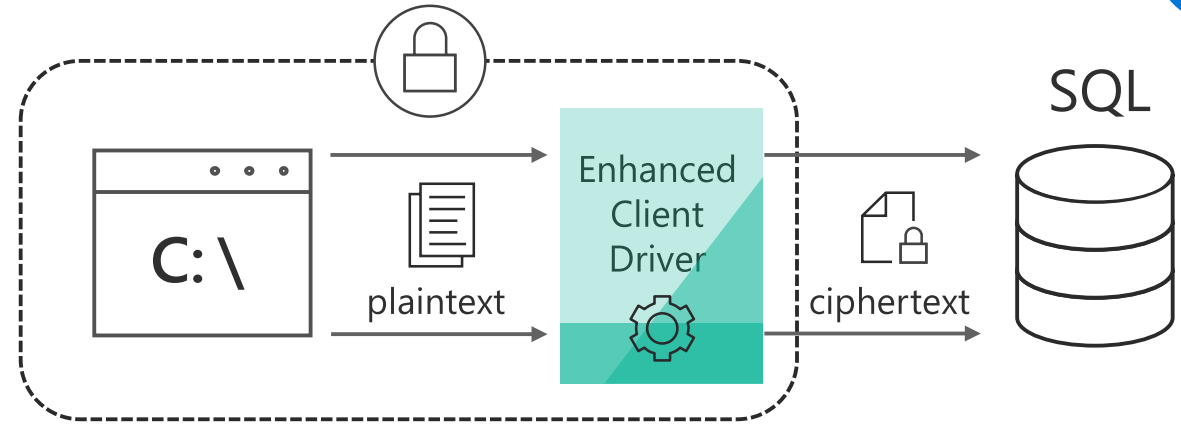 SQL
C:\
plaintext
Enhanced
Client
Driver
ciphertext